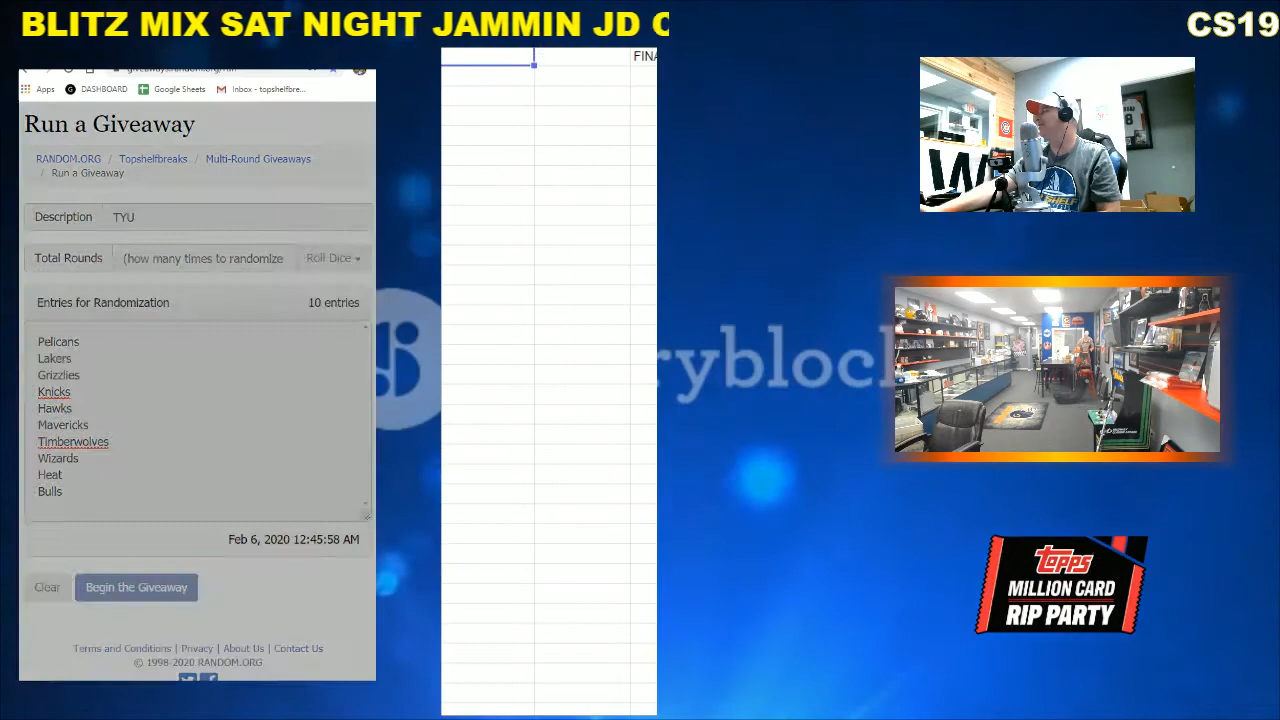 BLITZ MIX SAT NIGHT JAMMIN JD
CS19
Apps DASHBOARD Google Sheets Inbox - topshelfbre...
Run a Giveaway
RANDOM.ORG / Topshelfbreaks / Multi-Round Giveaways
/ Run a Giveaway
Description TYU
Total Rounds (how many times to randomize Roll Dice
Entries for Randomization 10 entries
Pelicans
Lakers
Grizzlies
Knicks
Hawks
Mavericks
Timberwolves
Wizards
Heat
Bulls
Feb 6, 2020 12:45:58 AM
Clear Begin the Giveaway
Terms and Conditions | Privacy | About Us | Contact Us
© 1998-2020 RANDOM.ORG
FINA
ryblock
Topps
MILLION CARD
RIP PARTY